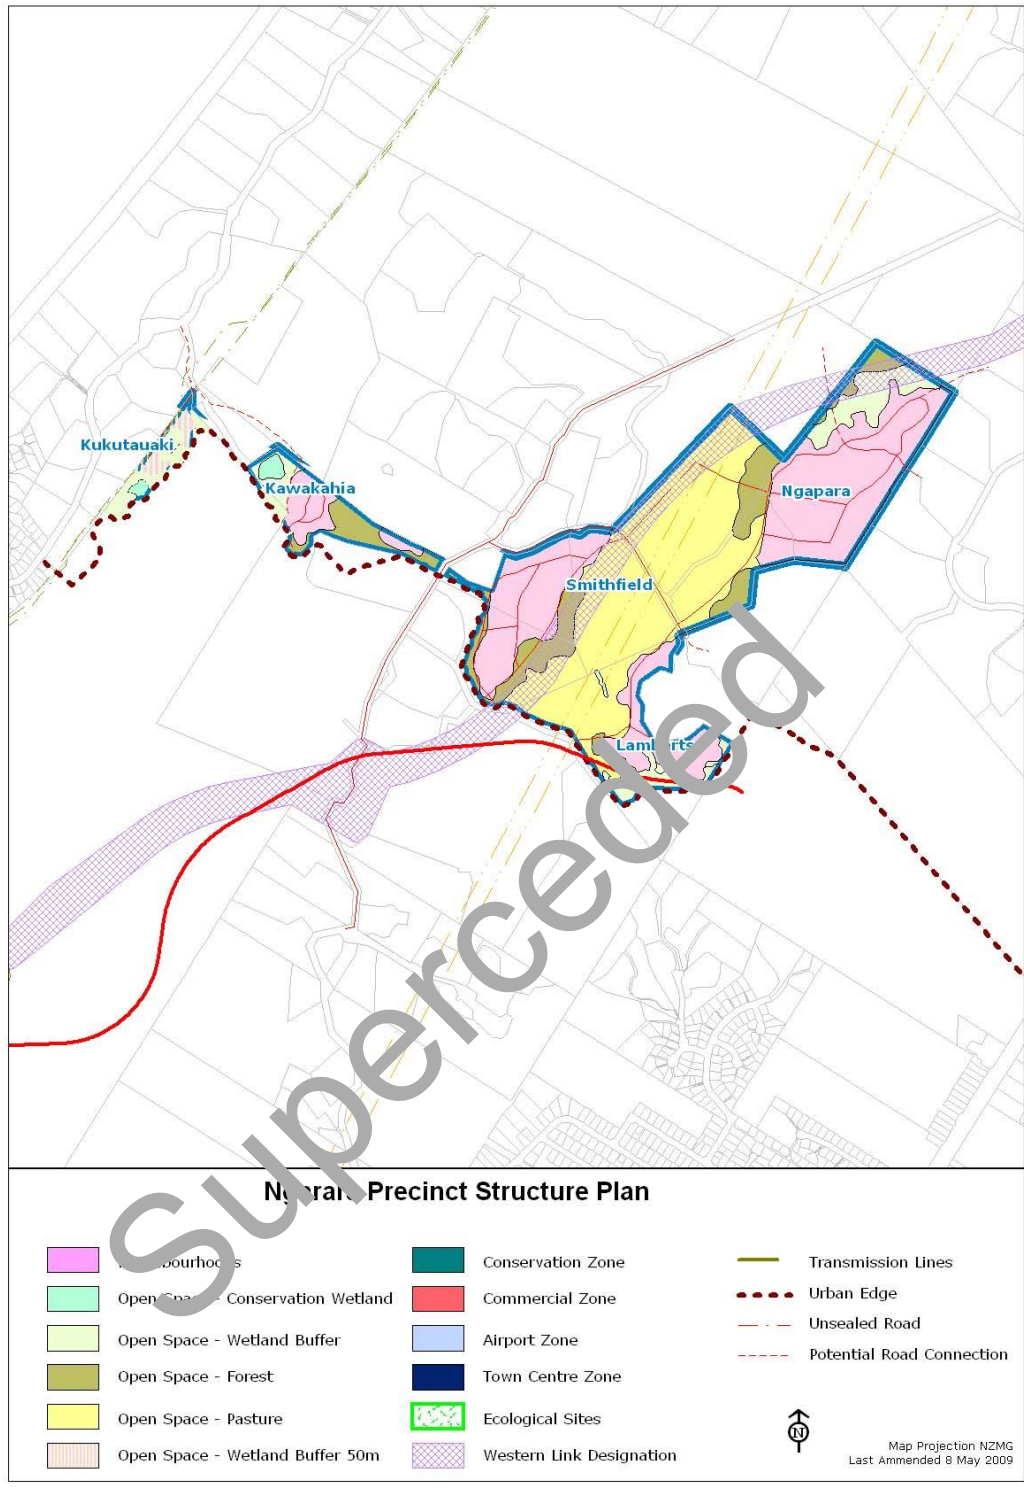 Kukutauaki
Kawakahia
Ngapara
Smithfield
Lamberts
Superceded
Precinct Structure Plan
Conservation Zone
Transmission Lines
Open Space - Conservation Wetland
Commercial Zone
Urban Edge
Open Space - Wetland Buffer
Airport Zone
Unsealed Road
Open Space - Forest
Town Centre Zone
Potential Road Connection
Open Space - Pasture
Ecological Sites
Open Space - Wetland Buffer 50m
Western Link Designation
N
Map Projection NZMG
Last Ammended 8 May 2009